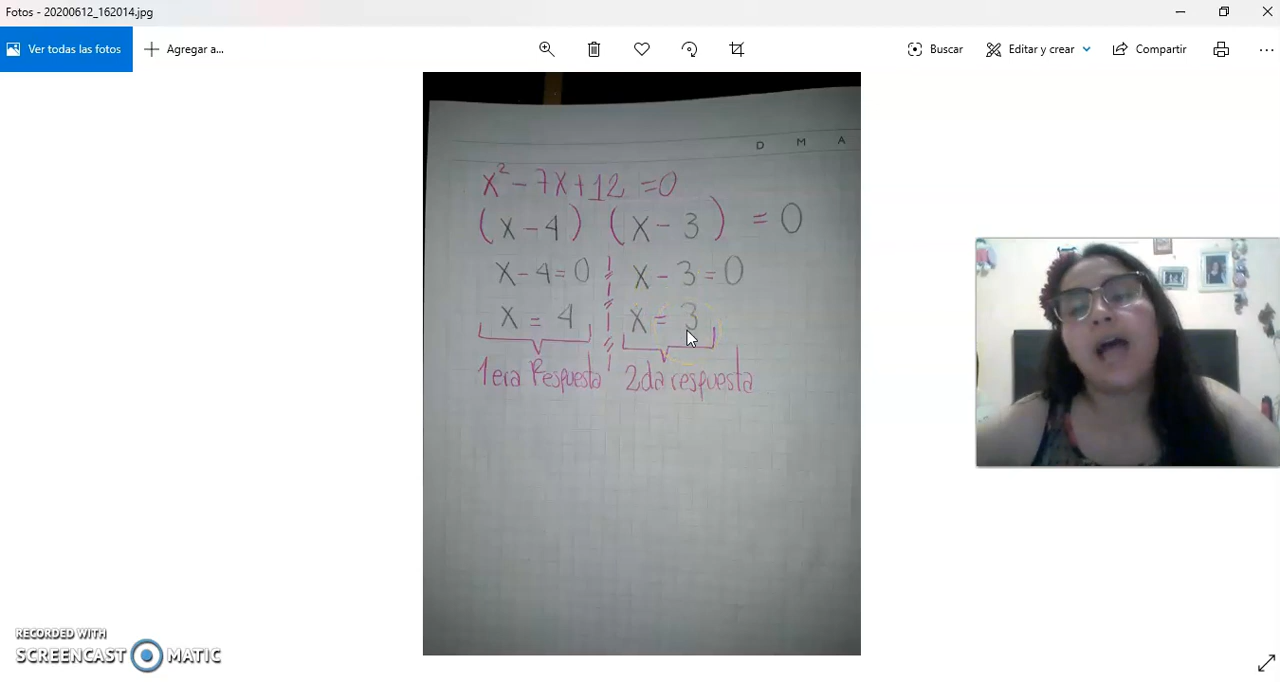 Fotos - 20200612_162014.jpg
Ver todas las fotos
Agregar a...
Buscar
Editar y crear
Compartir
D M A
x² - 7x + 12 = 0
(x - 4) (x - 3) = 0
x - 4 = 0 x - 3 = 0
x = 4 x = 3
1era Respuesta 2da respuesta
RECORDED WITH
SCREENCAST MATIC